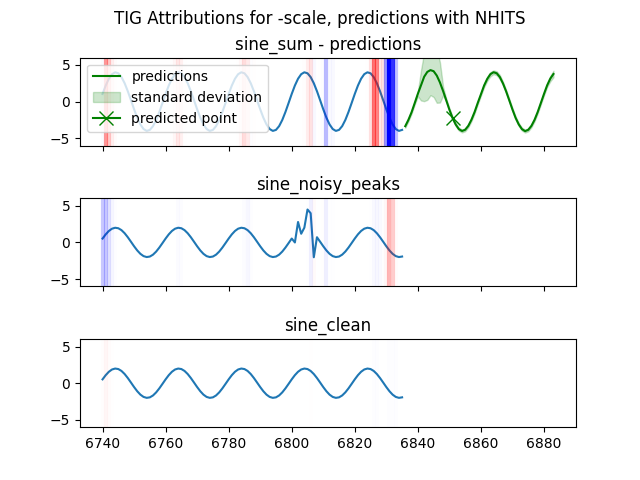 TIG Attributions for -scale, predictions with NHITS
sine_sum - predictions
5
0
−5
predictions
standard deviation
predicted point
sine_noisy_peaks
5
0
−5
sine_clean
5
0
−5
6740 6760 6780 6800 6820 6840 6860 6880